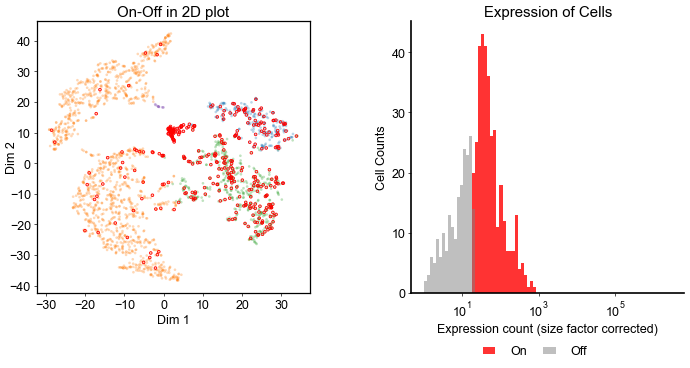 On-Off in 2D plot
40
30
20
10
0
−10
−20
−30
−40
Dim 2
−30 −20 −10 0 10 20 30
Dim 1
Expression of Cells
40
30
20
10
0
Cell Counts
10^1 10^3 10^5
Expression count (size factor corrected)
On Off